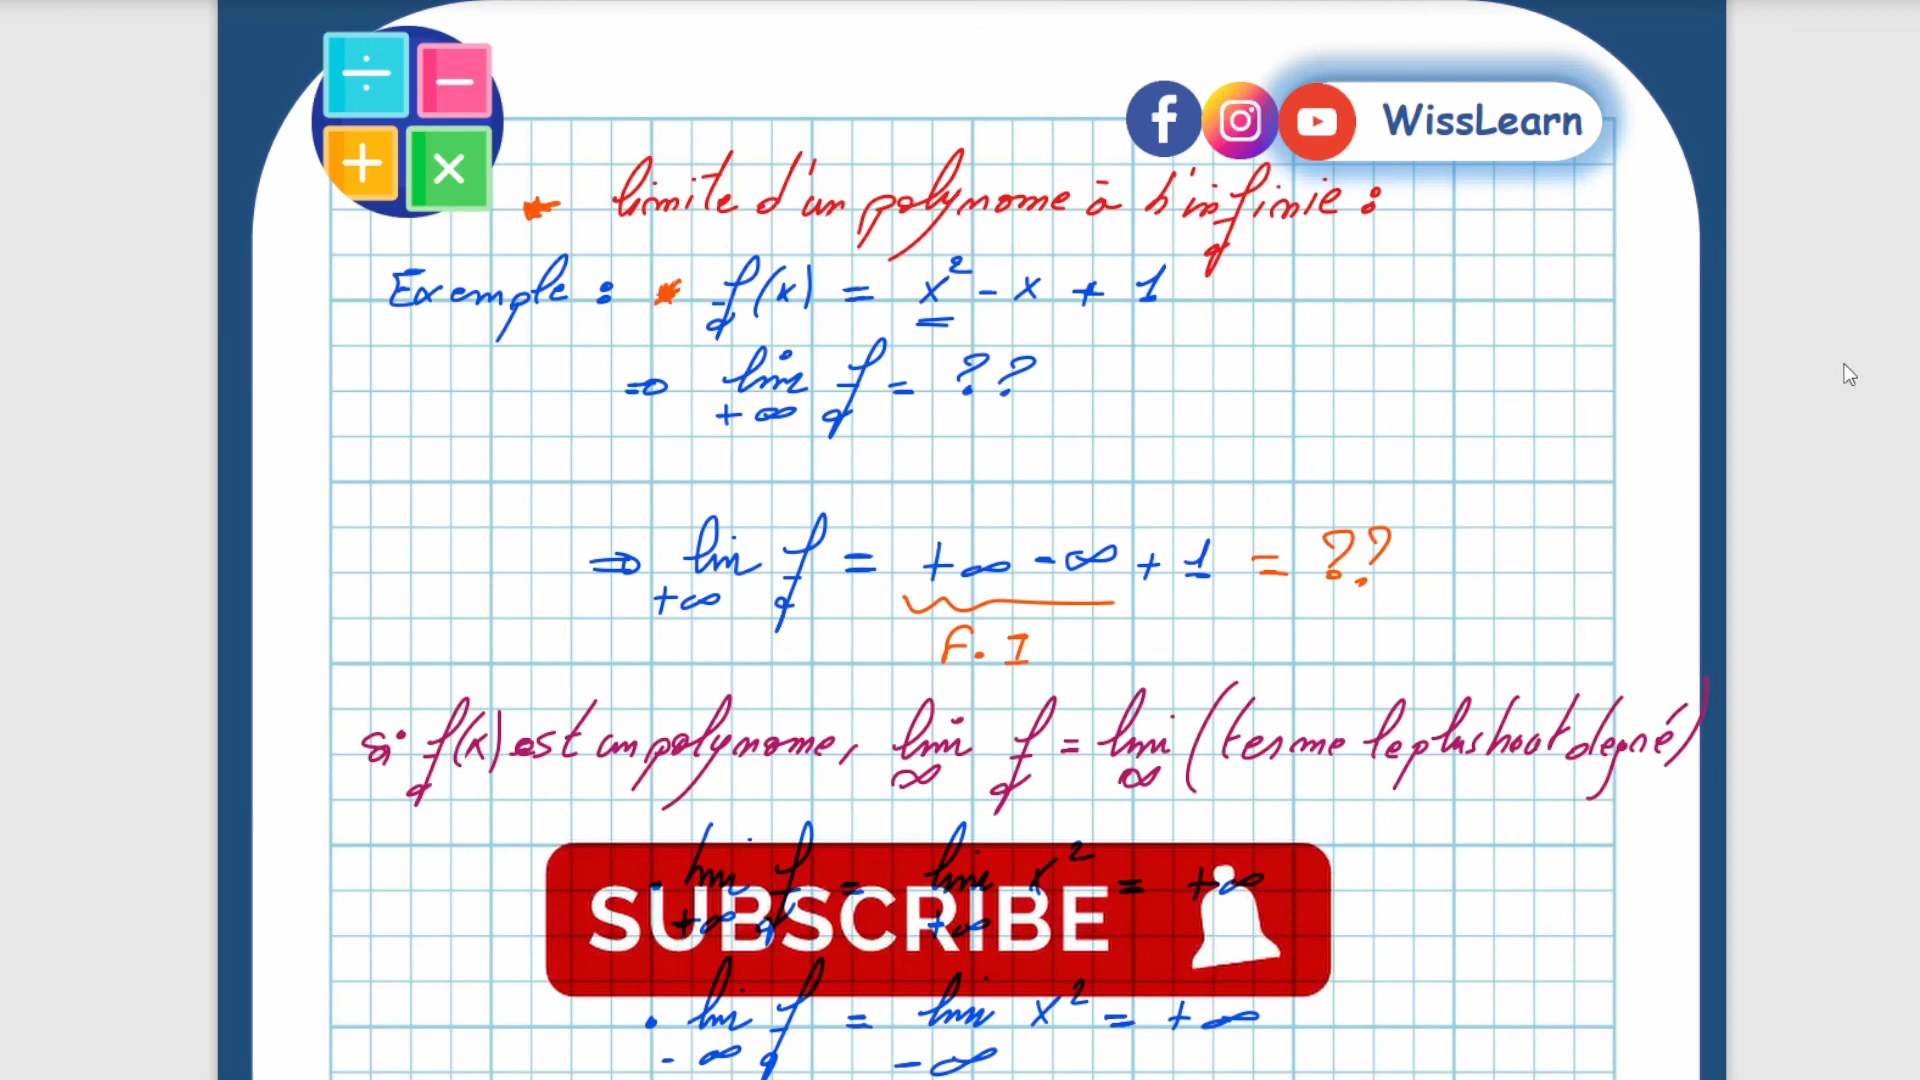 WissLearn
limite d'un polynome à l'infinie :
Exemple : * f(x) = x² - x + 1
⇒ lim f = ??
+∞
⇒ lim f = +∞ - ∞ + 1 = ??
+∞
F.I
si f(x) est un polynome, lim f = lim (terme le plus haut degré)
∞ ∞
. lim f = lim x² = +∞
+∞ +∞
SUBSCRIBE
. lim f = lim x² = +∞
-∞ -∞